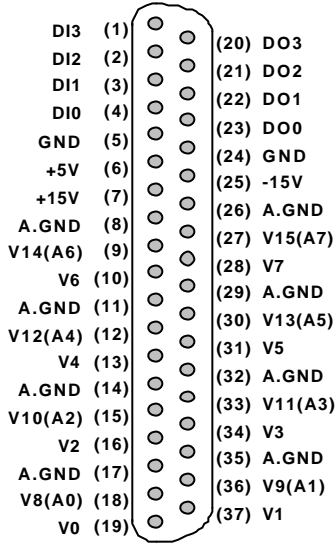 DI3 (1)
DI2 (2)
DI1 (3)
DI0 (4)
GND (5)
+5V (6)
+15V (7)
A.GND (8)
V14(A6) (9)
V6 (10)
A.GND (11)
V12(A4) (12)
V4 (13)
A.GND (14)
V10(A2) (15)
V2 (16)
A.GND (17)
V8(A0) (18)
V0 (19)
(20) DO3
(21) DO2
(22) DO1
(23) DO0
(24) GND
(25) -15V
(26) A.GND
(27) V15(A7)
(28) V7
(29) A.GND
(30) V13(A5)
(31) V5
(32) A.GND
(33) V11(A3)
(34) V3
(35) A.GND
(36) V9(A1)
(37) V1